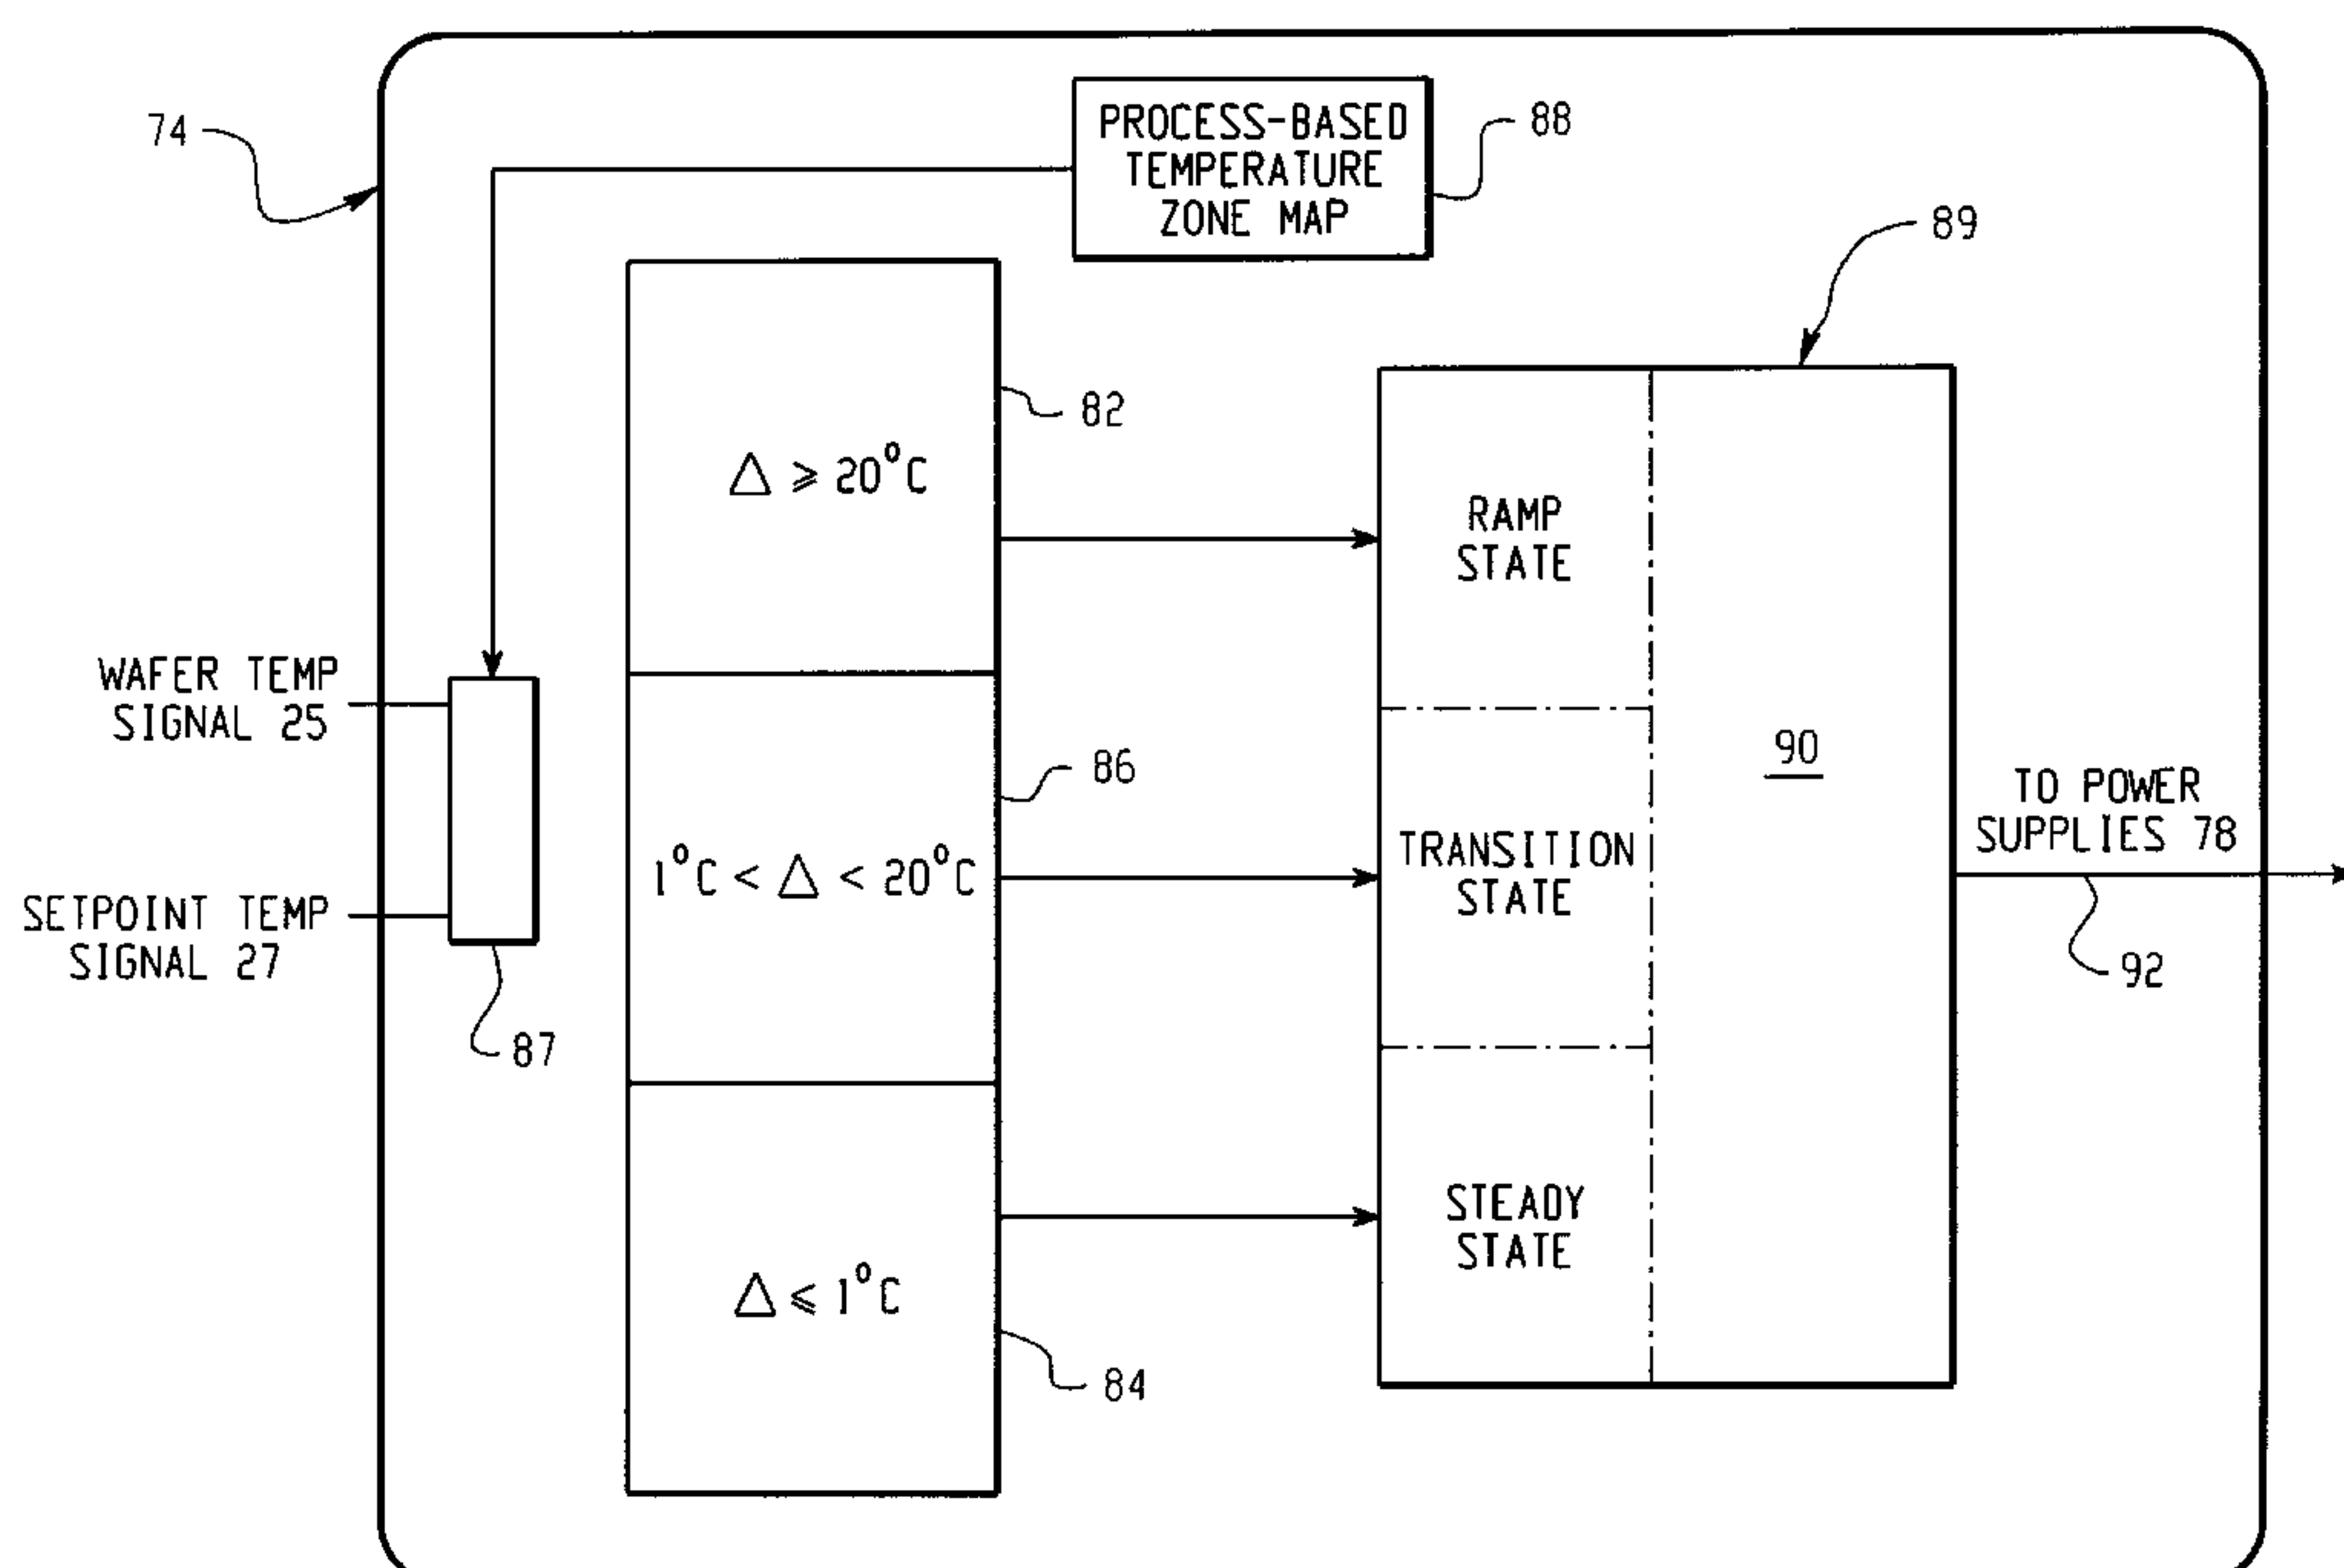 PROCESS-BASED
TEMPERATURE
ZONE MAP
88
74
89
82
Δ ≥ 20°C
RAMP
STATE
WAFER TEMP
SIGNAL 25
86
90
1°C < Δ < 20°C
TRANSITION
STATE
TO POWER
SUPPLIES 78
SETPOINT TEMP
SIGNAL 27
92
87
STEADY
STATE
Δ ≤ 1°C
84